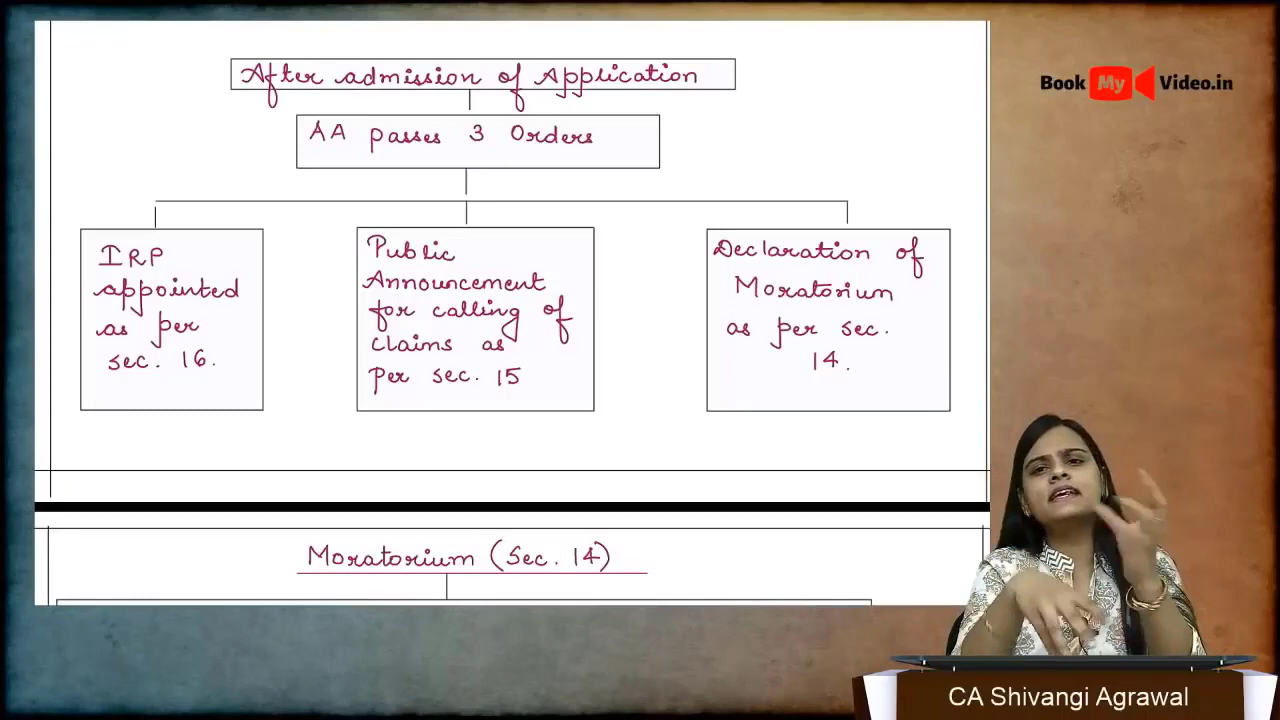 After admission of Application
AA passes 3 Orders
IRP
appointed
as per
sec. 16.
Public
Announcement
for calling of
claims as
per sec. 15
Declaration of
Moratorium
as per sec.
14.
Moratorium (Sec. 14)
Book My Video.in
CA Shivangi Agrawal